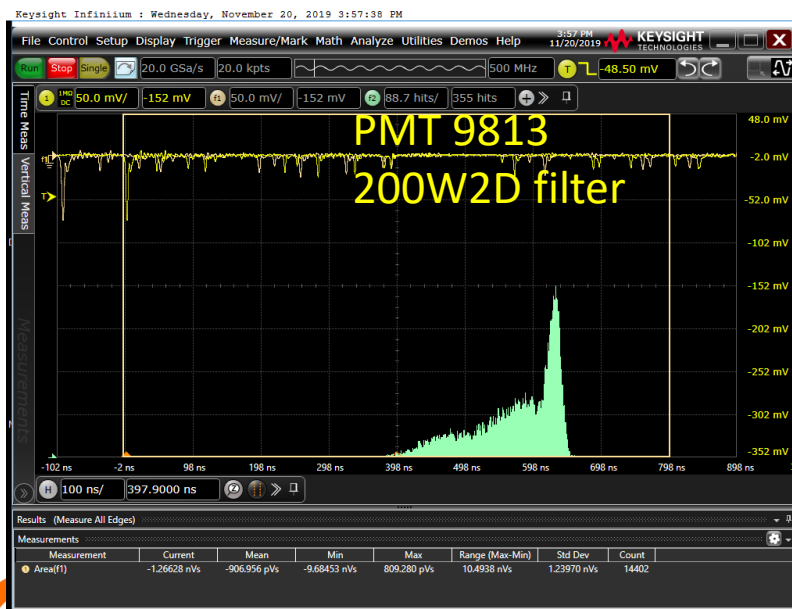 Keysight Infiniium : Wednesday, November 20, 2019 3:57:38 PM
File Control Setup Display Trigger Measure/Mark Math Analyze Utilities Demos Help
3:57 PM
11/20/2019
KEYSIGHT
TECHNOLOGIES
Run Stop Single 20.0 GSa/s 20.0 kpts 500 MHz T -48.50 mV
1 1MΩ DC 50.0 mV/ -152 mV f1 50.0 mV/ -152 mV f2 88.7 hits/ 355 hits
Time Meas
Vertical Meas
Measurements
PMT 9813
200W2D filter
f1
T
48.0 mV
-2.0 mV
-52.0 mV
-102 mV
-152 mV
-202 mV
-252 mV
-302 mV
-352 mV
-102 ns -2 ns 98 ns 198 ns 298 ns 398 ns 498 ns 598 ns 698 ns 798 ns 898 ns
H 100 ns/ 397.9000 ns
Results (Measure All Edges)
Measurements
Measurement Current Mean Min Max Range (Max-Min) Std Dev Count
Area(f1) -1.26628 nVs -906.956 pVs -9.68453 nVs 809.280 pVs 10.4938 nVs 1.23970 nVs 14402